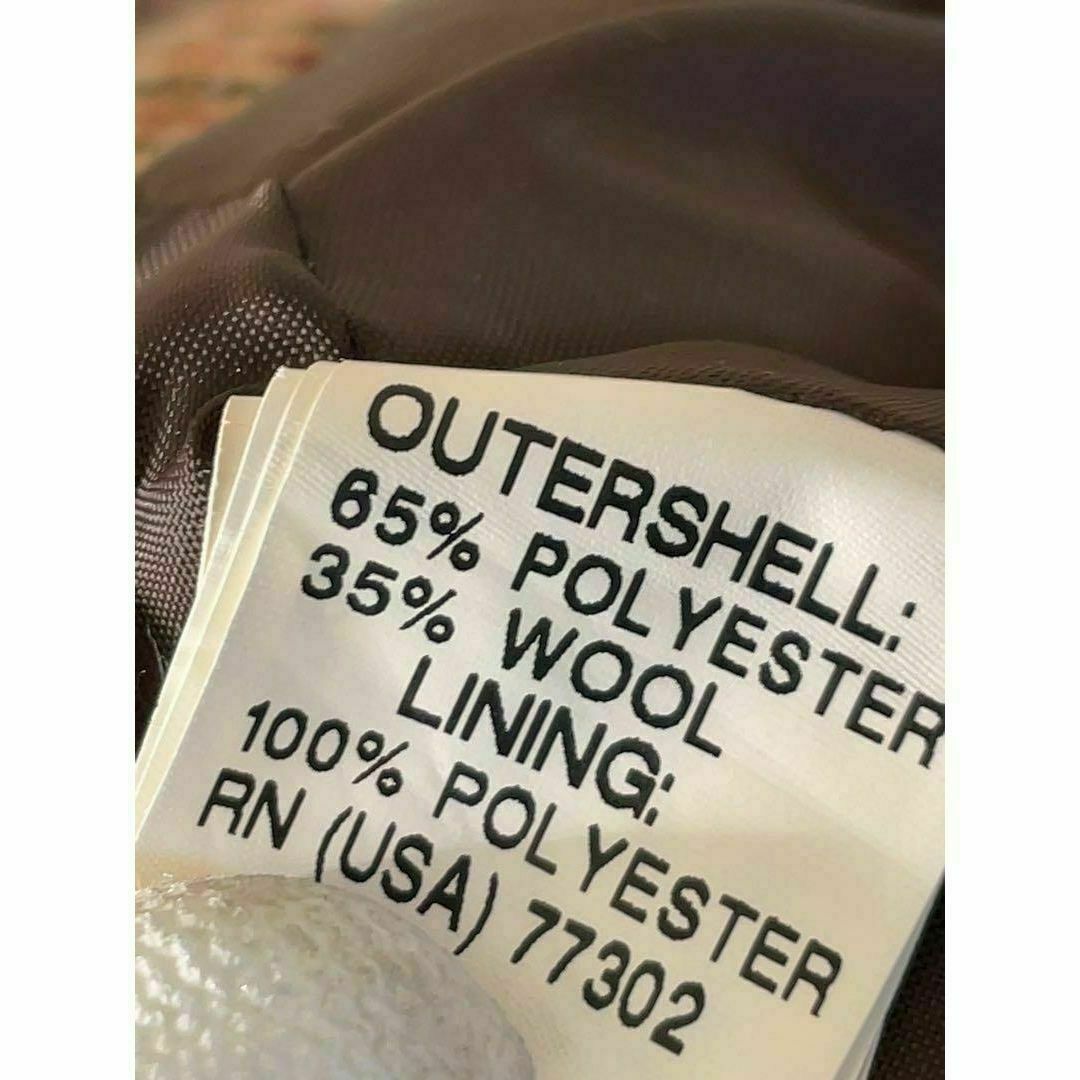 OUTERSHELL:
65% POLYESTER
35% WOOL
LINING:
100% POLYESTER
RN (USA) 77302